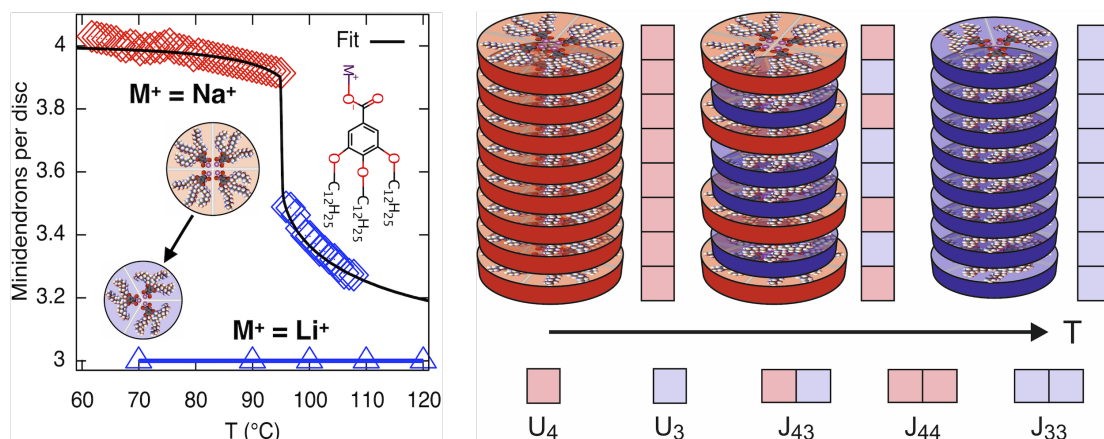 4
3.8
3.6
3.4
3.2
3
Minidendrons per disc
60 70 80 90 100 110 120
T (°C)
Fit
M⁺ = Na⁺
M⁺ = Li⁺
M⁺
O
O
O
O
O
C₁₂H₂₅
C₁₂H₂₅
C₁₂H₂₅
T
U₄
U₃
J₄₃
J₄₄
J₃₃